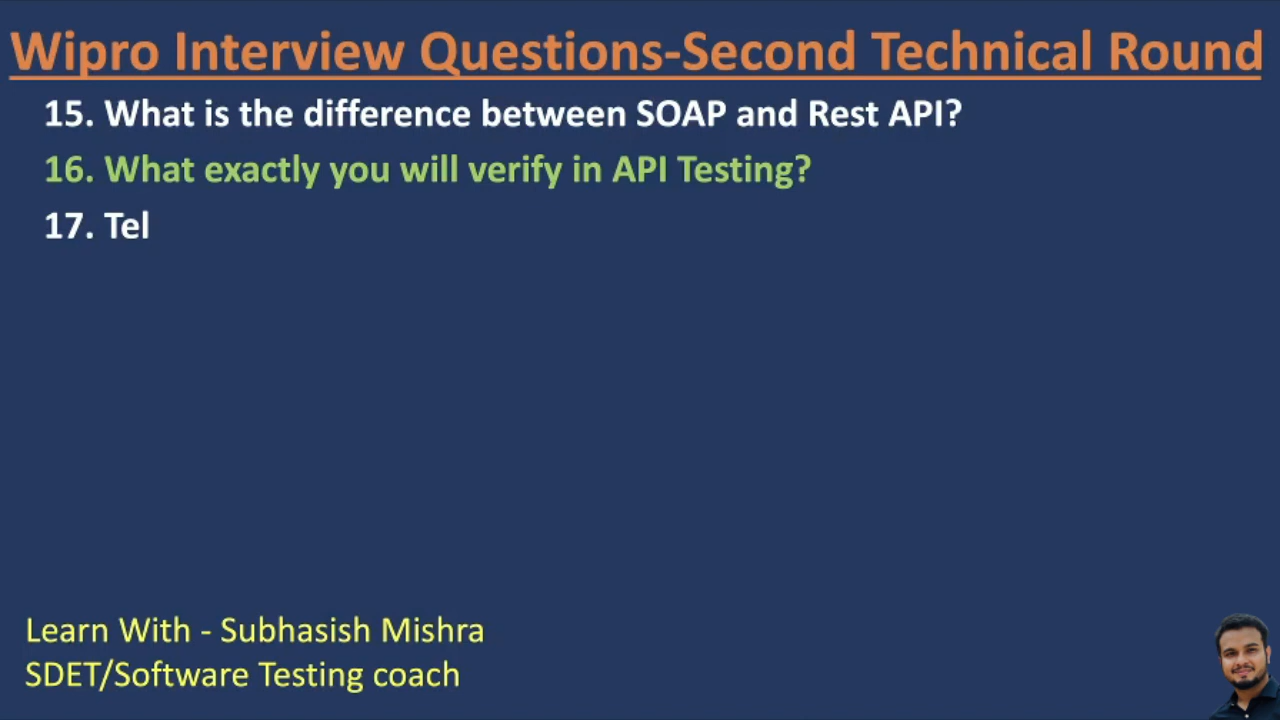 Wipro Interview Questions-Second Technical Round
15. What is the difference between SOAP and Rest API?
16. What exactly you will verify in API Testing?
17. Tel
Learn With - Subhasish Mishra
SDET/Software Testing coach